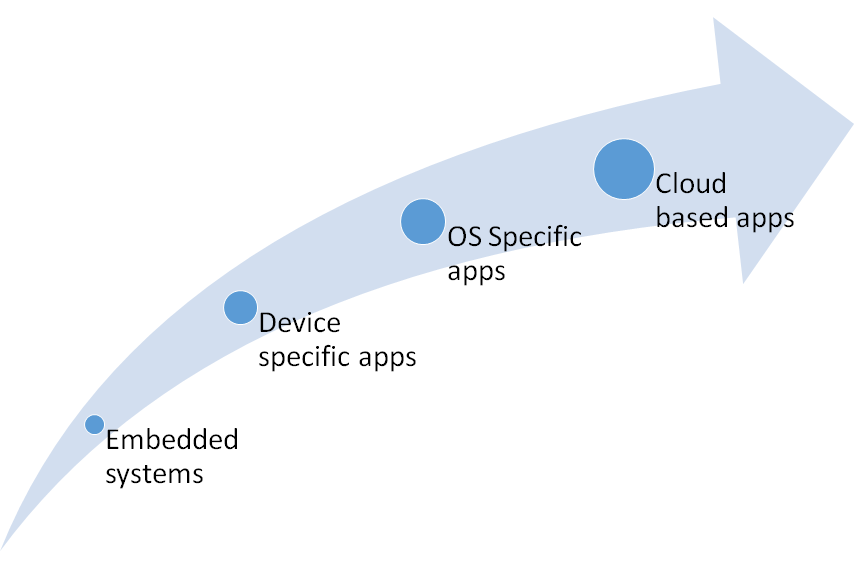 Cloud
based apps
OS Specific
apps
Device
specific apps
Embedded
systems